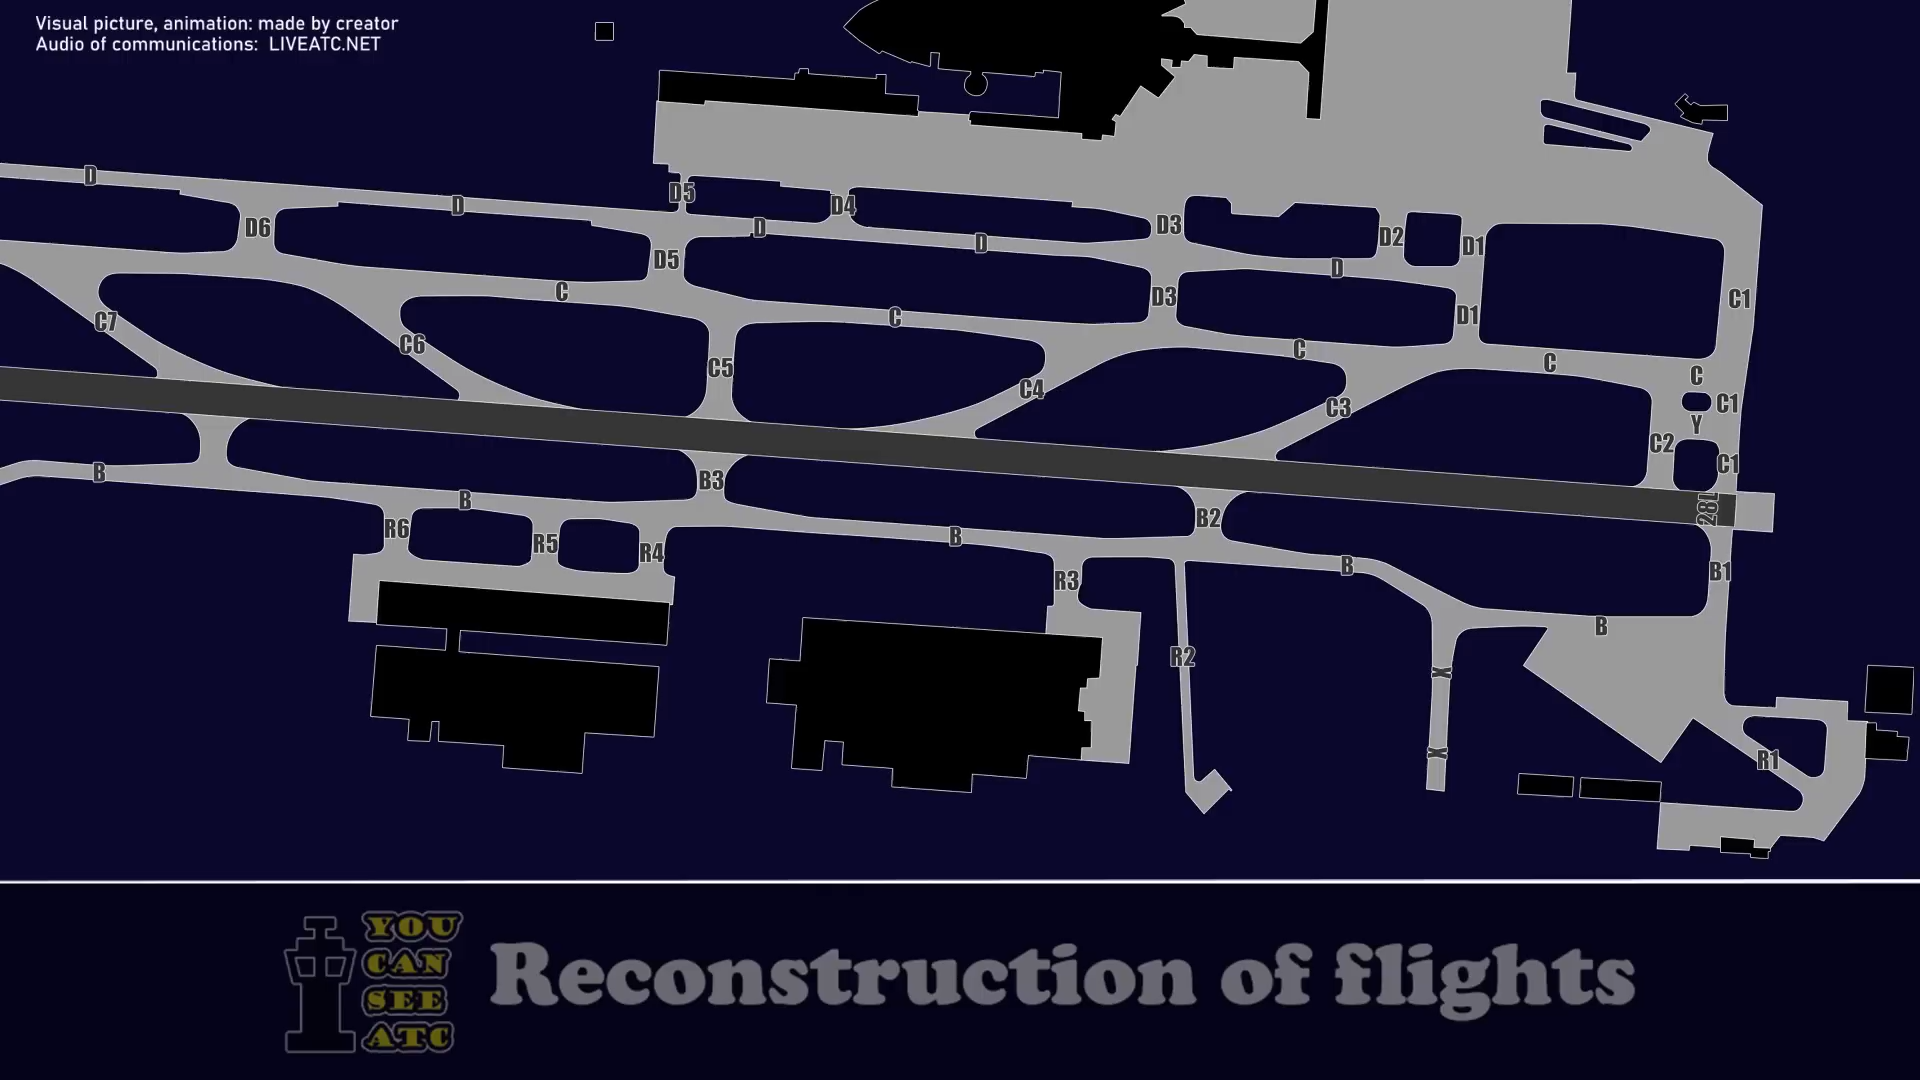 Visual picture, animation: made by creator
Audio of communications: LIVEATC.NET
D
D
D5
D4
D6
D
D3
D2
D1
D
D5
D
C
D3
C1
C7
C
D1
C6
C
C
C5
C
C4
C3
C1
Y
C2
C1
B
B3
B
28L
B2
R6
R5
R4
B
B
B1
R3
B
R2
X
X
R1
YOU
CAN
SEE
ATC
Reconstruction of flights